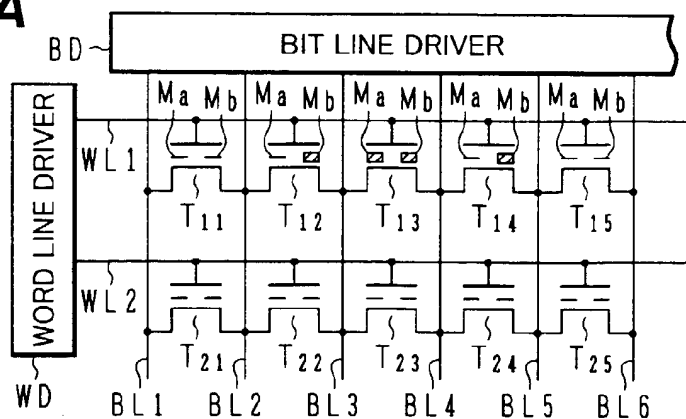 A
BD
BIT LINE DRIVER
Ma Mb Ma Mb Ma Mb Ma Mb Ma Mb
WORD LINE DRIVER
WL1
T11 T12 T13 T14 T15
WL2
T21 T22 T23 T24 T25
WD
BL1 BL2 BL3 BL4 BL5 BL6